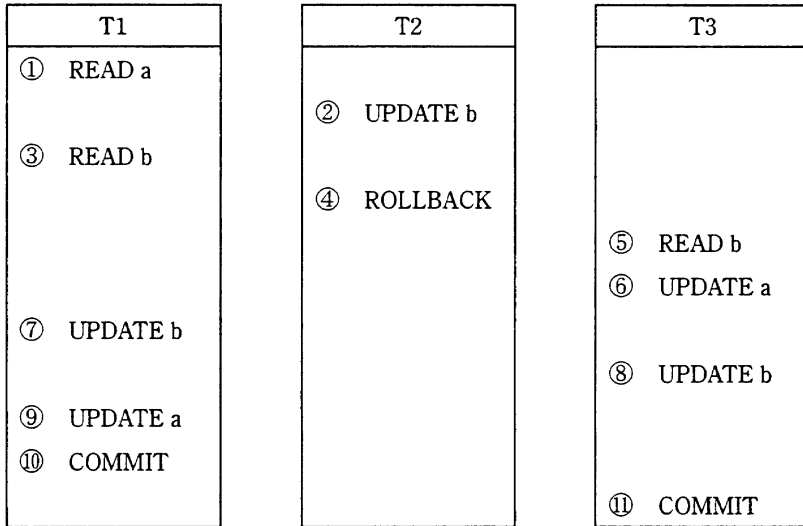 T1 T2 T3
① READ a
② UPDATE b
③ READ b
④ ROLLBACK
⑤ READ b
⑥ UPDATE a
⑦ UPDATE b
⑧ UPDATE b
⑨ UPDATE a
⑩ COMMIT
⑪ COMMIT